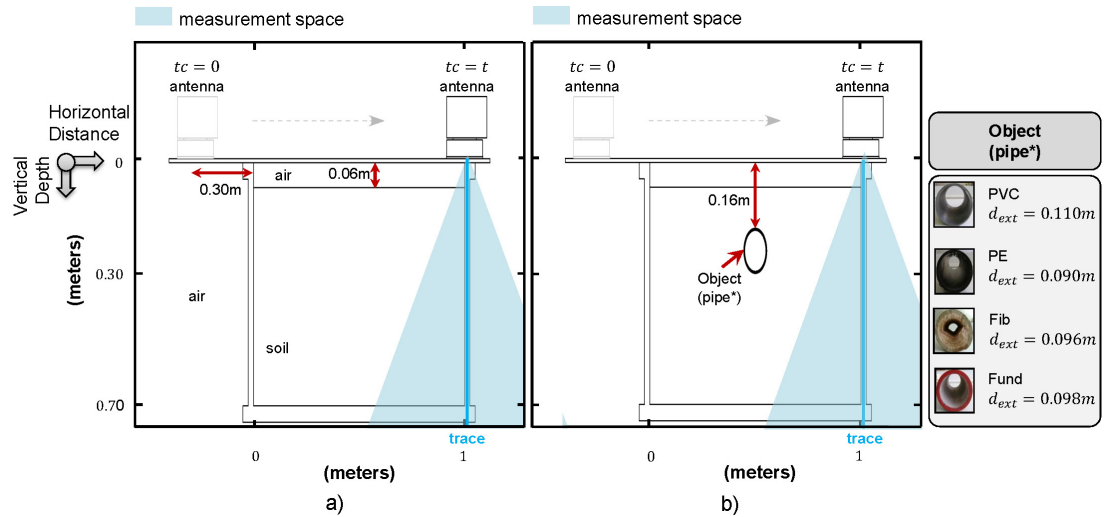 measurement space
measurement space
tc = 0
antenna
tc = t
antenna
tc = 0
antenna
tc = t
antenna
Horizontal
Distance
Vertical
Depth
0
0.30
0.70
(meters)
air
0.06m
0.30m
air
soil
trace
0
1
(meters)
a)
0.16m
Object
(pipe*)
trace
0
1
(meters)
b)
Object
(pipe*)
PVC
d_ext = 0.110m
PE
d_ext = 0.090m
Fib
d_ext = 0.096m
Fund
d_ext = 0.098m